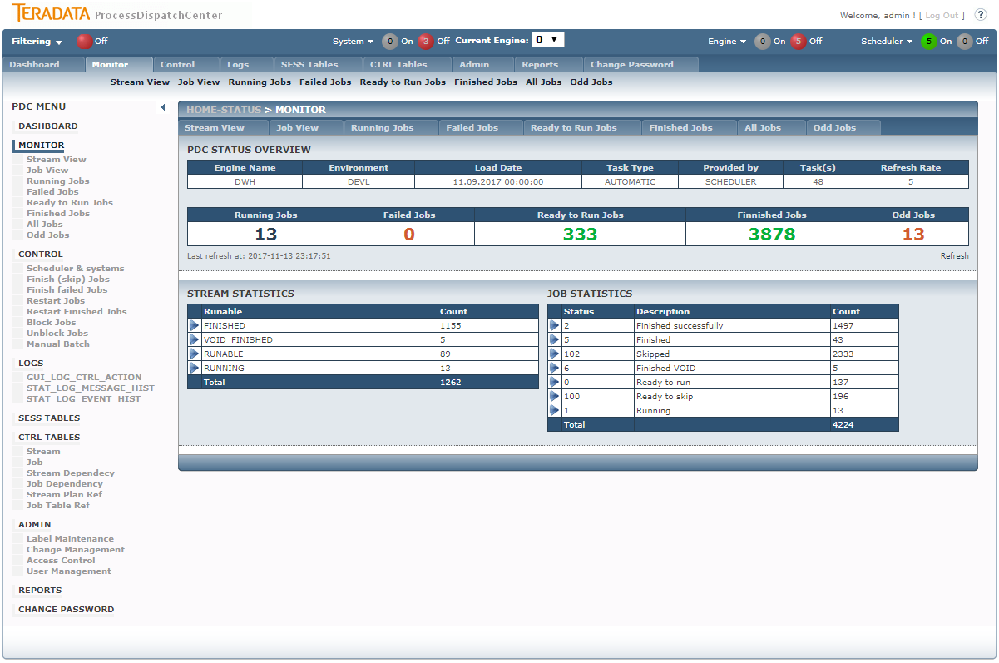 TERADATA ProcessDispatchCenter
Welcome, admin ! [ Log Out ] ?
Filtering Off System 0 On 3 Off Current Engine: 0 Engine 0 On 5 Off Scheduler 5 On 0 Off
Dashboard Monitor Control Logs SESS Tables CTRL Tables Admin Reports Change Password
Stream View Job View Running Jobs Failed Jobs Ready to Run Jobs Finished Jobs All Jobs Odd Jobs
PDC MENU
DASHBOARD
MONITOR
Stream View
Job View
Running Jobs
Failed Jobs
Ready to Run Jobs
Finished Jobs
All Jobs
Odd Jobs
CONTROL
Scheduler & systems
Finish (skip) Jobs
Finish failed Jobs
Restart Jobs
Restart Finished Jobs
Block Jobs
Unblock Jobs
Manual Batch
LOGS
GUI_LOG_CTRL_ACTION
STAT_LOG_MESSAGE_HIST
STAT_LOG_EVENT_HIST
SESS TABLES
CTRL TABLES
Stream
Job
Stream Dependecy
Job Dependency
Stream Plan Ref
Job Table Ref
ADMIN
Label Maintenance
Change Management
Access Control
User Management
REPORTS
CHANGE PASSWORD
HOME-STATUS > MONITOR
Stream View Job View Running Jobs Failed Jobs Ready to Run Jobs Finished Jobs All Jobs Odd Jobs
PDC STATUS OVERVIEW
Engine Name Environment Load Date Task Type Provided by Task(s) Refresh Rate
DWH DEVL 11.09.2017 00:00:00 AUTOMATIC SCHEDULER 48 5
Running Jobs Failed Jobs Ready to Run Jobs Finnished Jobs Odd Jobs
13 0 333 3878 13
Last refresh at: 2017-11-13 23:17:51 Refresh
STREAM STATISTICS
Runable Count
FINISHED 1155
VOID_FINISHED 5
RUNABLE 89
RUNNING 13
Total 1262
JOB STATISTICS
Status Description Count
2 Finished successfully 1497
5 Finished 43
102 Skipped 2333
6 Finished VOID 5
0 Ready to run 137
100 Ready to skip 196
1 Running 13
Total 4224